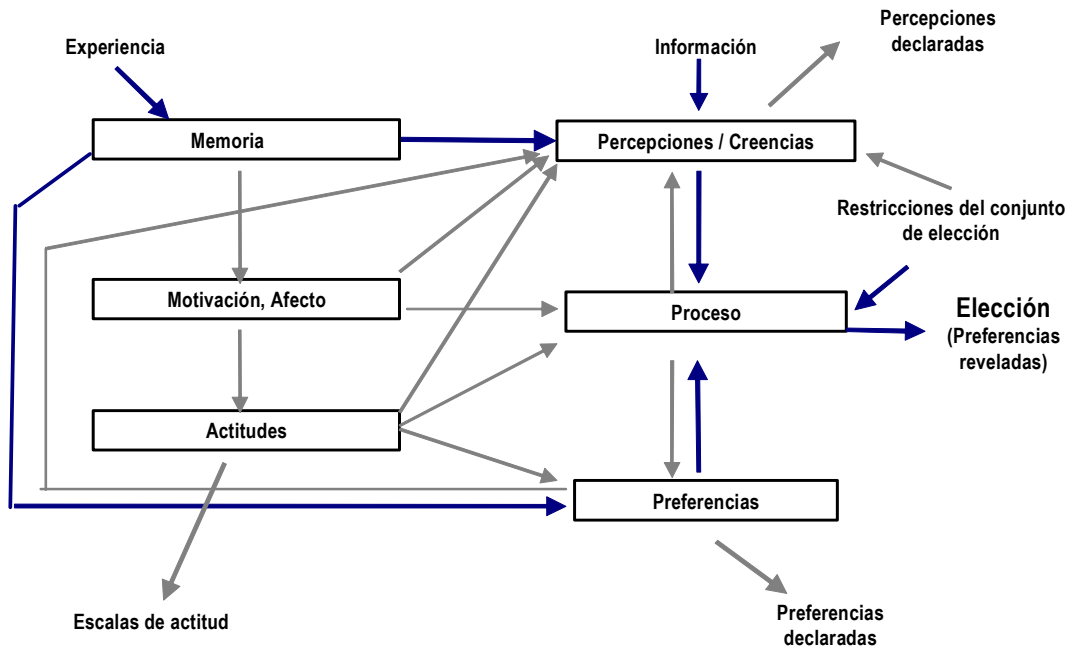 Percepciones
declaradas
Experiencia
Información
Memoria
Percepciones / Creencias
Restricciones del conjunto
de elección
Motivación, Afecto
Proceso
Elección
(Preferencias
reveladas)
Actitudes
Preferencias
Escalas de actitud
Preferencias
declaradas